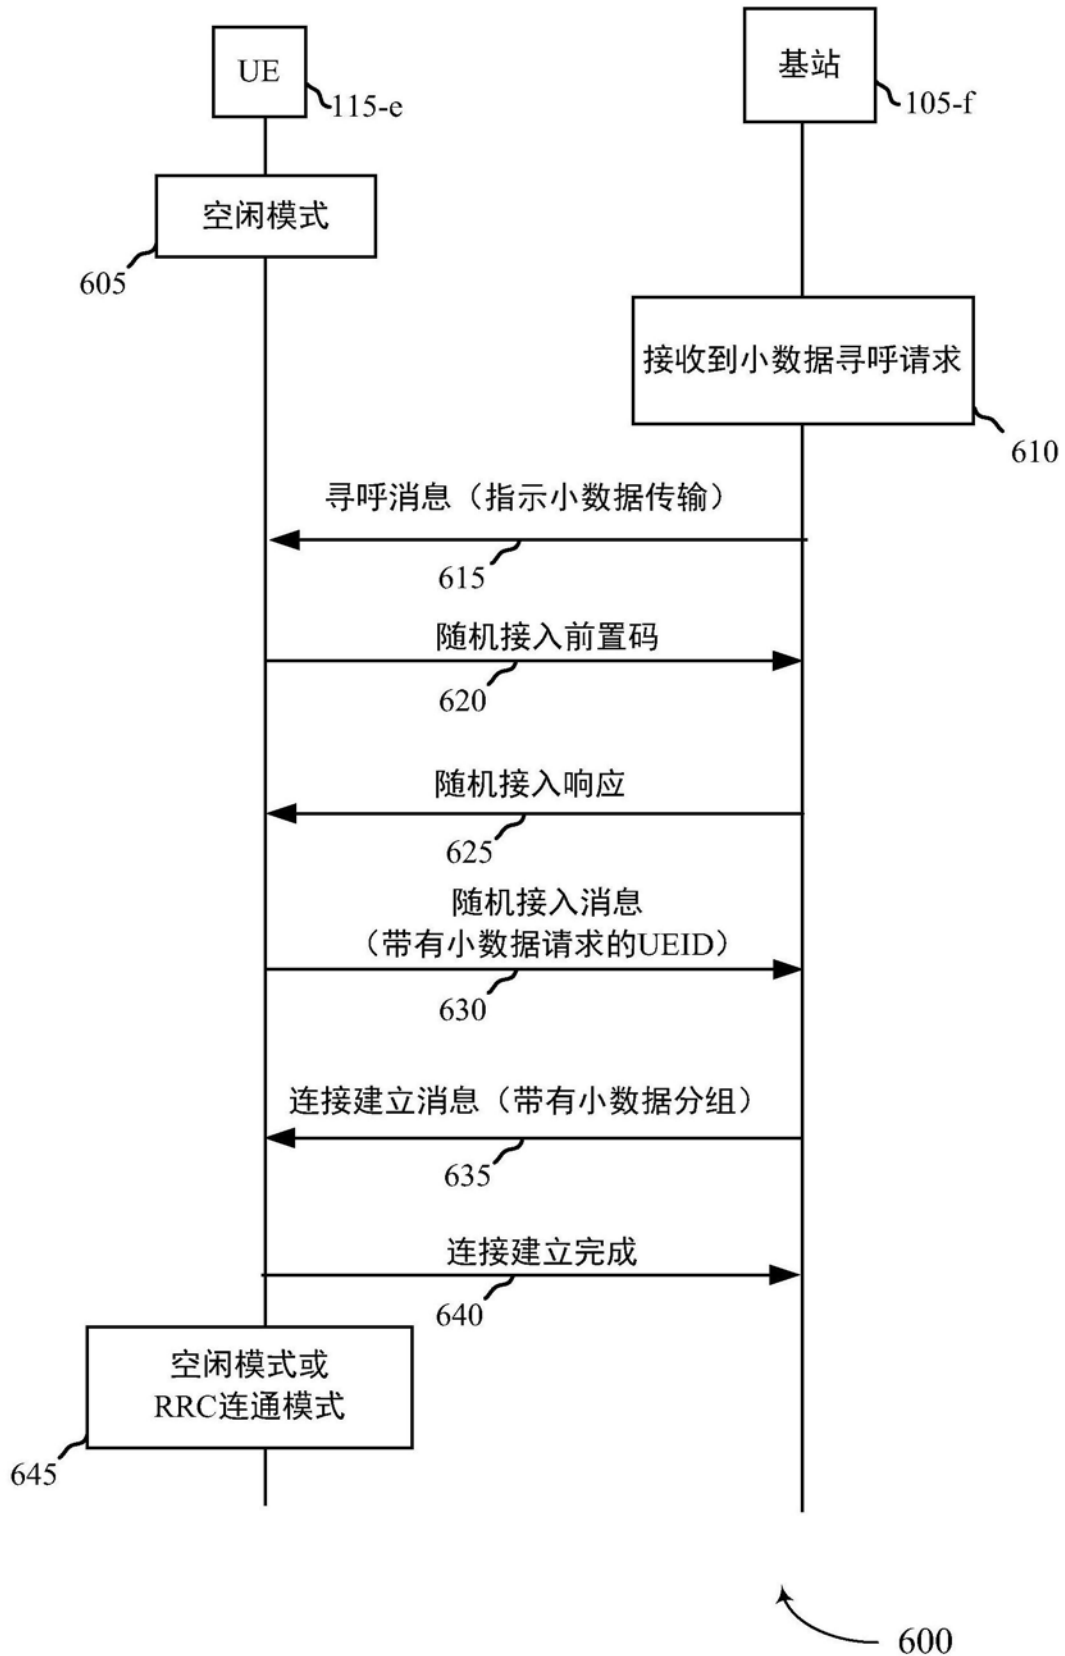 UE
115-e
基站
105-f
空闲模式
605
接收到小数据寻呼请求
610
寻呼消息（指示小数据传输）
615
随机接入前置码
620
随机接入响应
625
随机接入消息
（带有小数据请求的UEID）
630
连接建立消息（带有小数据分组）
635
连接建立完成
640
空闲模式或
RRC连通模式
645
600